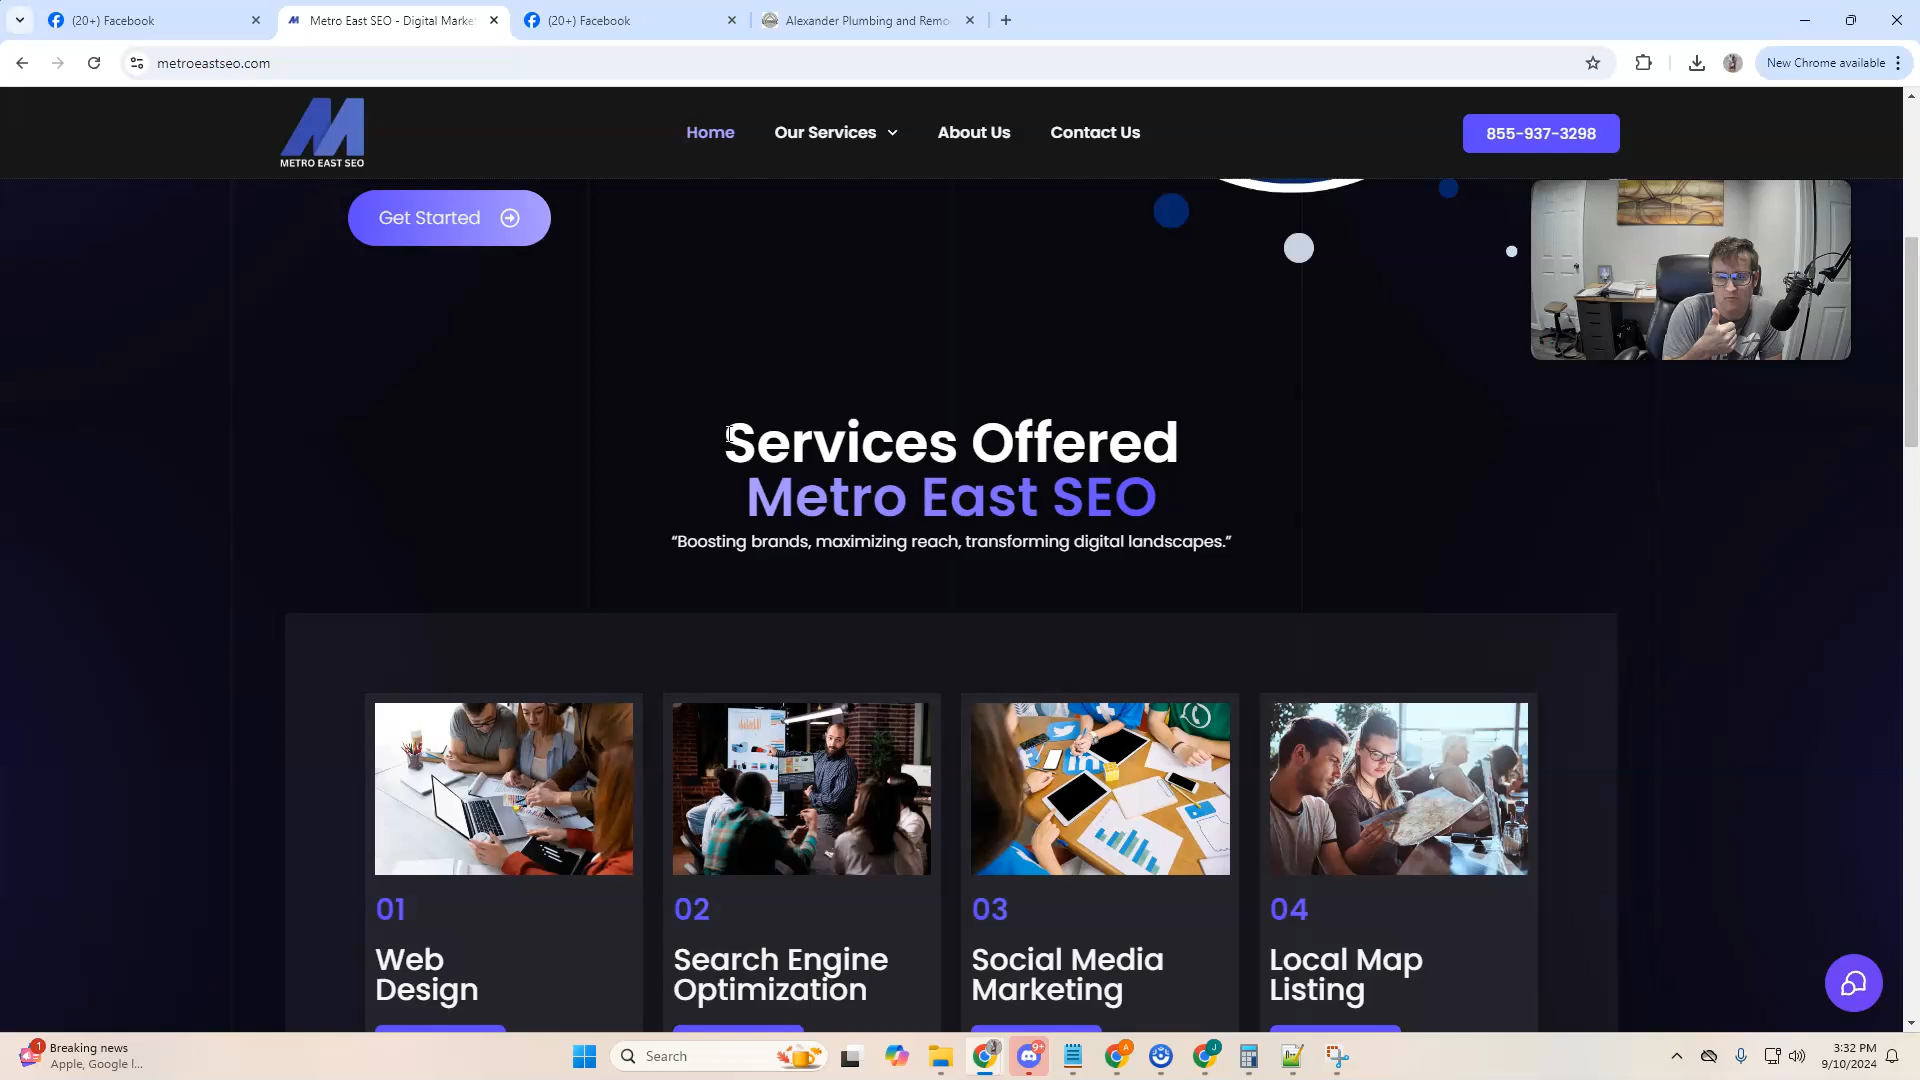 (20+) Facebook
Metro East SEO - Digital Marke
(20+) Facebook
Alexander Plumbing and Remo
metroeastseo.com
New Chrome available
METRO EAST SEO
Home
Our Services
About Us
Contact Us
855-937-3298
Get Started
Services Offered
Metro East SEO
“Boosting brands, maximizing reach, transforming digital landscapes.”
01
02
03
04
Web
Design
Search Engine
Optimization
Social Media
Marketing
Local Map
Listing
1
Breaking news
Apple, Google l...
Search
9+
A
J
3:32 PM
9/10/2024